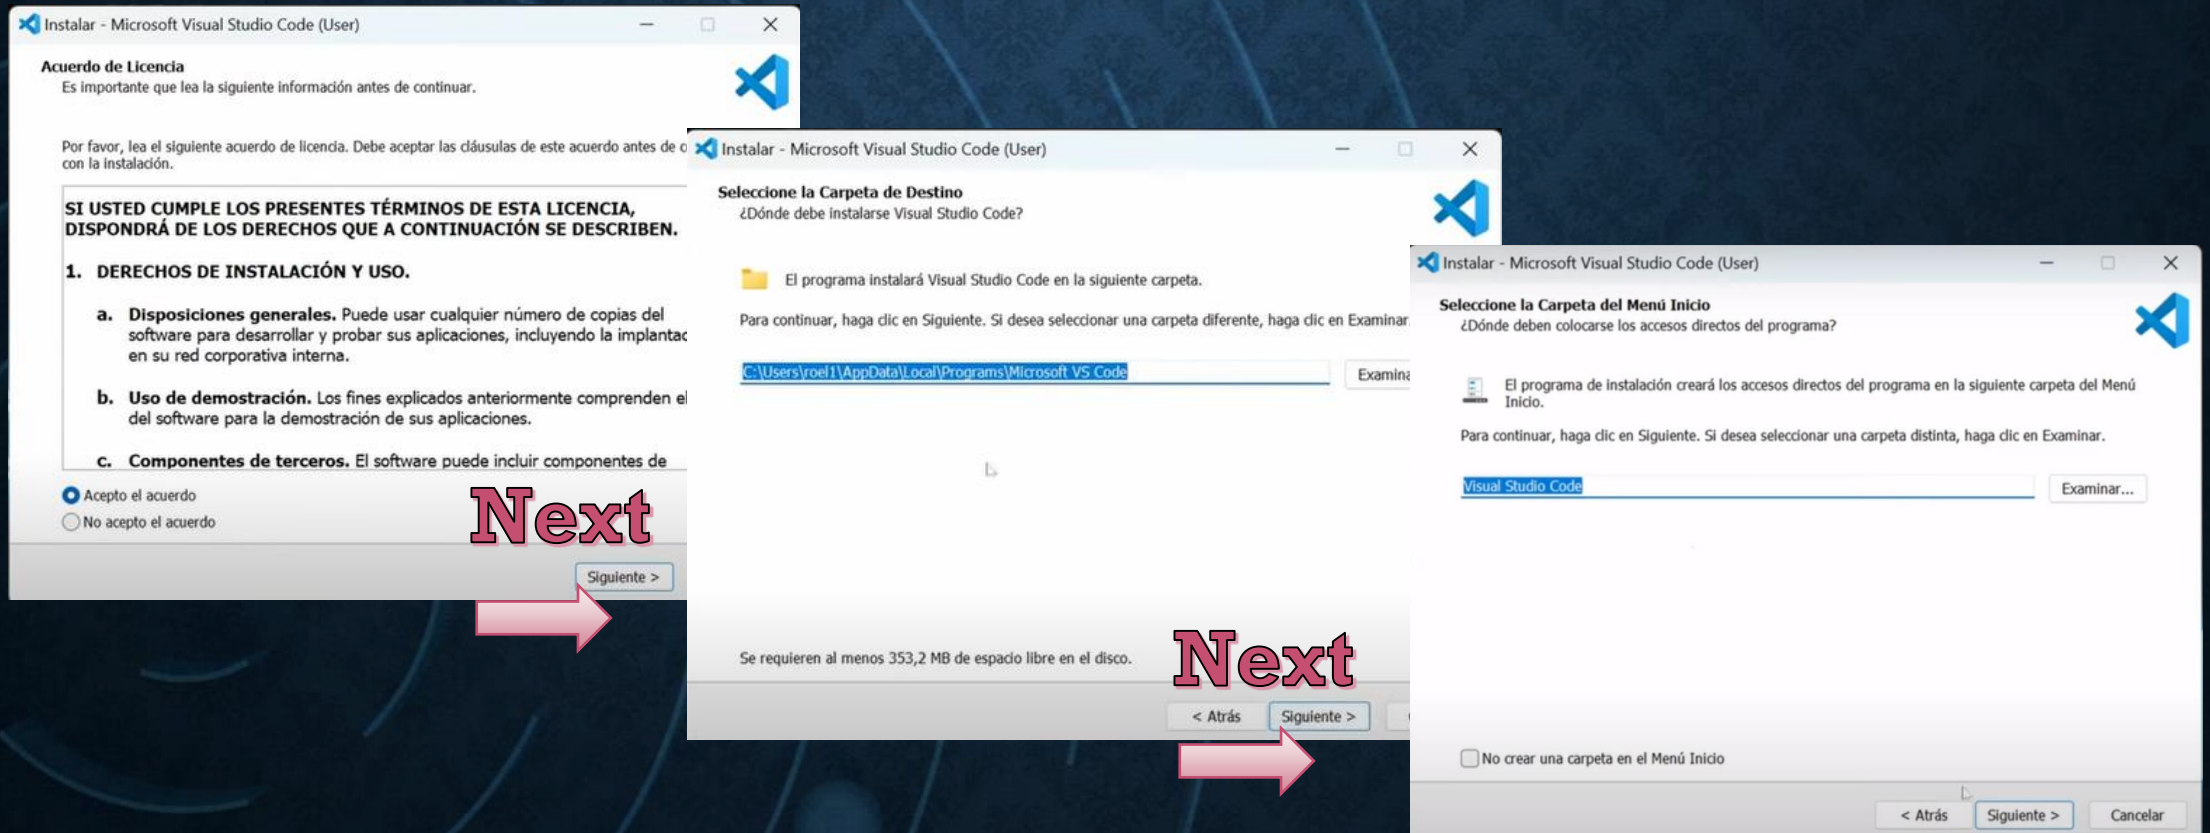 Instalar - Microsoft Visual Studio Code (User)
Acuerdo de Licencia
Es importante que lea la siguiente información antes de continuar.
Por favor, lea el siguiente acuerdo de licencia. Debe aceptar las cláusulas de este acuerdo antes de
con la instalación.
SI USTED CUMPLE LOS PRESENTES TÉRMINOS DE ESTA LICENCIA,
DISPONDRÁ DE LOS DERECHOS QUE A CONTINUACIÓN SE DESCRIBEN.
1. DERECHOS DE INSTALACIÓN Y USO.
a. Disposiciones generales. Puede usar cualquier número de copias del
software para desarrollar y probar sus aplicaciones, incluyendo la
en su red corporativa interna.
b. Uso de demostración. Los fines explicados anteriormente comprenden
del software para la demostración de sus aplicaciones.
c. Componentes de terceros. El software puede incluir componentes de
Acepto el acuerdo
No acepto el acuerdo
Next
Siguiente >
Instalar - Microsoft Visual Studio Code (User)
Seleccione la Carpeta de Destino
¿Dónde debe instalarse Visual Studio Code?
El programa instalará Visual Studio Code en la siguiente carpeta.
Para continuar, haga clic en Siguiente. Si desea seleccionar una carpeta diferente, haga clic en Examinar.
C:\Users\roel1\AppData\Local\Programs\Microsoft VS Code
Se requieren al menos 353,2 MB de espacio libre en el disco.
Next
< Atrás
Siguiente >
Instalar - Microsoft Visual Studio Code (User)
Seleccione la Carpeta del Menú Inicio
¿Dónde deben colocarse los accesos directos del programa?
El programa de instalación creará los accesos directos del programa en la siguiente carpeta del Menú
Inicio.
Para continuar, haga clic en Siguiente. Si desea seleccionar una carpeta distinta, haga clic en Examinar.
Visual Studio Code
Examinar...
No crear una carpeta en el Menú Inicio
< Atrás
Siguiente >
Cancelar